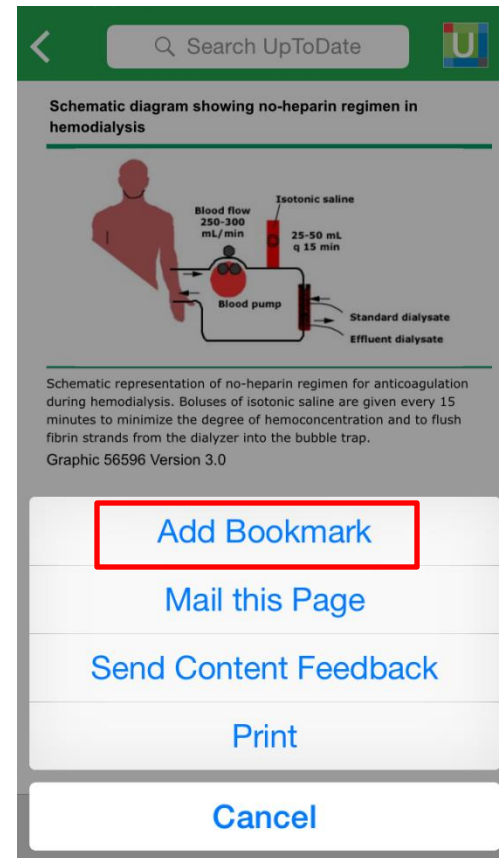 Search UpToDate
U
Schematic diagram showing no-heparin regimen in
hemodialysis
Isotonic saline
Blood flow
250-300
mL/min
25-50 mL
q 15 min
Blood pump
Standard dialysate
Effluent dialysate
Schematic representation of no-heparin regimen for anticoagulation
during hemodialysis. Boluses of isotonic saline are given every 15
minutes to minimize the degree of hemoconcentration and to flush
fibrin strands from the dialyzer into the bubble trap.
Graphic 56596 Version 3.0
Add Bookmark
Mail this Page
Send Content Feedback
Print
Cancel